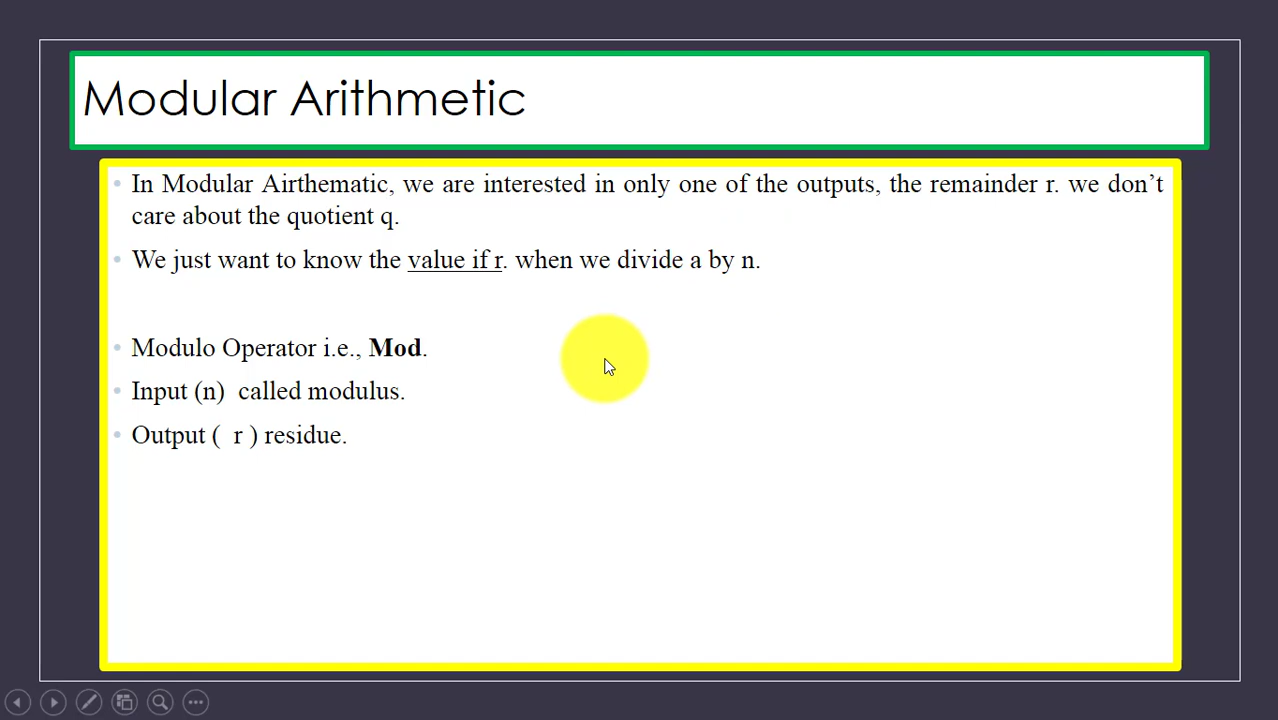 Modular Arithmetic
• In Modular Airthematic, we are interested in only one of the outputs, the remainder r. we don’t
care about the quotient q.
• We just want to know the value if r. when we divide a by n.
• Modulo Operator i.e., Mod.
• Input (n)  called modulus.
• Output (  r ) residue.